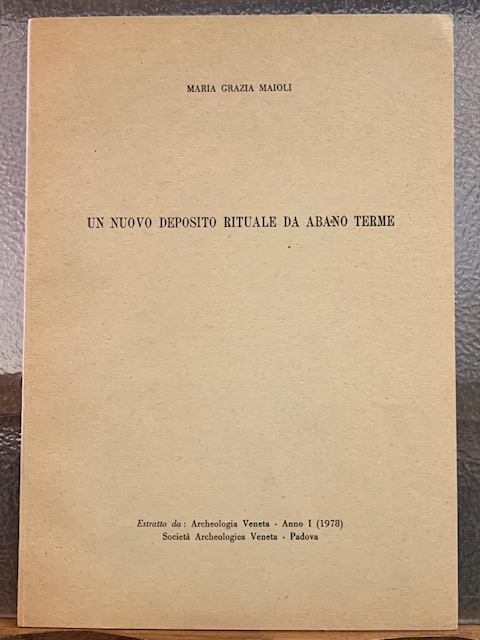 MARIA GRAZIA MAIOLI
UN NUOVO DEPOSITO RITUALE DA ABANO TERME
Estratto da: Archeologia Veneta - Anno I (1978)
Società Archeologica Veneta - Padova